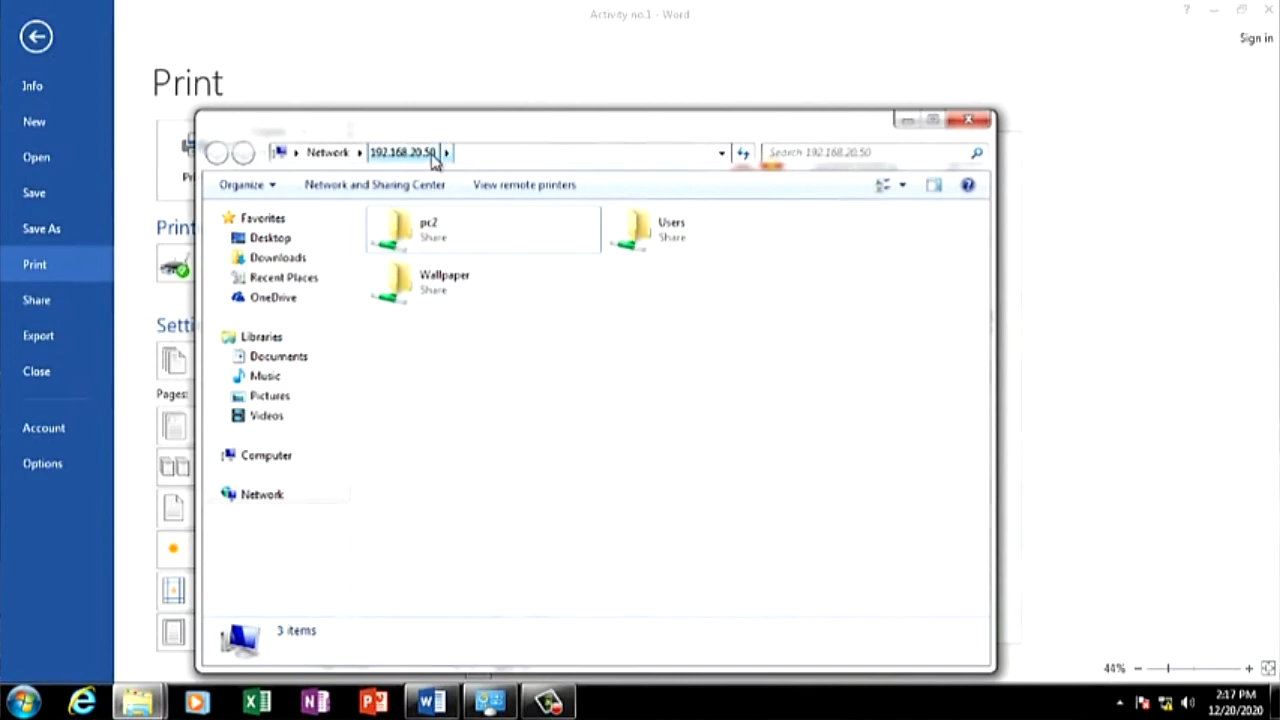 Activity no.1 - Word
?
Sign in
Info
New
Open
Save
Save As
Print
Share
Export
Close
Account
Options
Print
Print
Setti
Pages:
Network
192.168.20.50
Search 192.168.20.50
Organize
Network and Sharing Center
View remote printers
Favorites
Desktop
Downloads
Recent Places
OneDrive
Libraries
Documents
Music
Pictures
Videos
Computer
Network
pc2
Share
Users
Share
Wallpaper
Share
3 items
44%
2:17 PM
12/20/2020